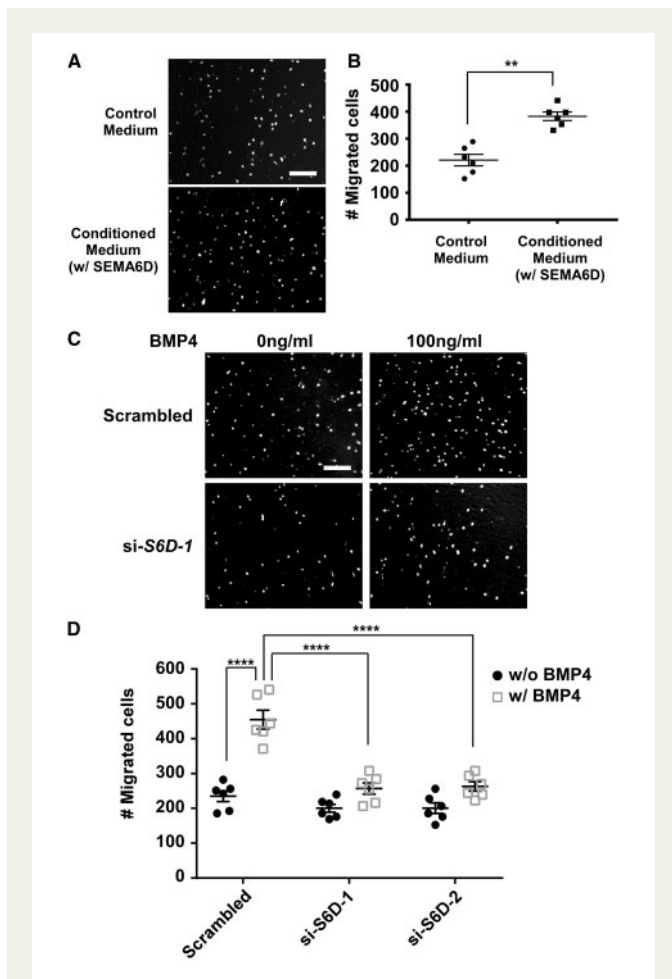 A
Control
Medium
Conditioned
Medium
(w/ SEMA6D)
B
**
# Migrated cells
500
400
300
200
100
0
Control
Medium
Conditioned
Medium
(w/ SEMA6D)
C
BMP4 0ng/ml 100ng/ml
Scrambled
si-S6D-1
D
****
****
****
w/o BMP4
w/ BMP4
# Migrated cells
600
500
400
300
200
100
0
Scrambled
si-S6D-1
si-S6D-2